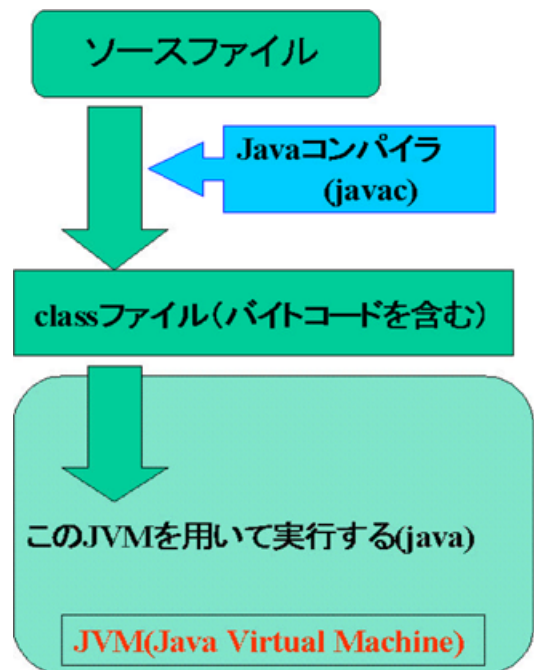 ソースファイル
Javaコンパイラ
(javac)
classファイル(バイトコードを含む)
このJVMを用いて実行する(java)
JVM(Java Virtual Machine)